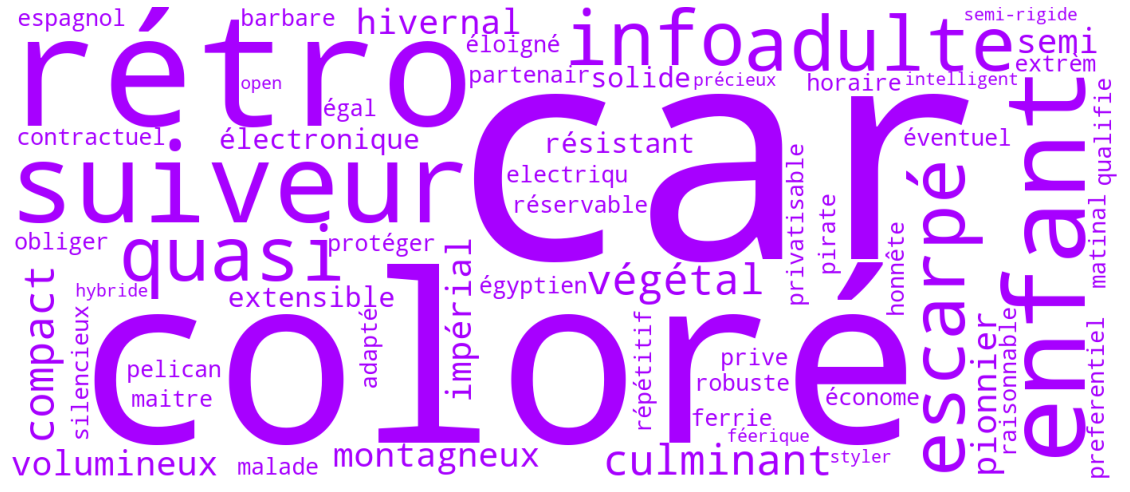 espagnol
barbare
hivernal
semi-rigide
rétro
éloigné
info
adulte
semi
extrem
open
partenair
solide
précieux
horaire
intelligent
égal
car
enfant
qualifie
contractuel
électronique
résistant
éventuel
suiveur
electriqu
privatisable
escarpé
réservable
pirate
matinal
obliger
quasi
protéger
impérial
égyptien
végétal
honnête
compact
hybride
extensible
silencieux
adapté
coloré
répétitif
pionnier
raisonnable
preferentiel
pelican
prive
maitre
robuste
économe
ferrie
féerique
volumineux
malade
montagneux
culminant
styler